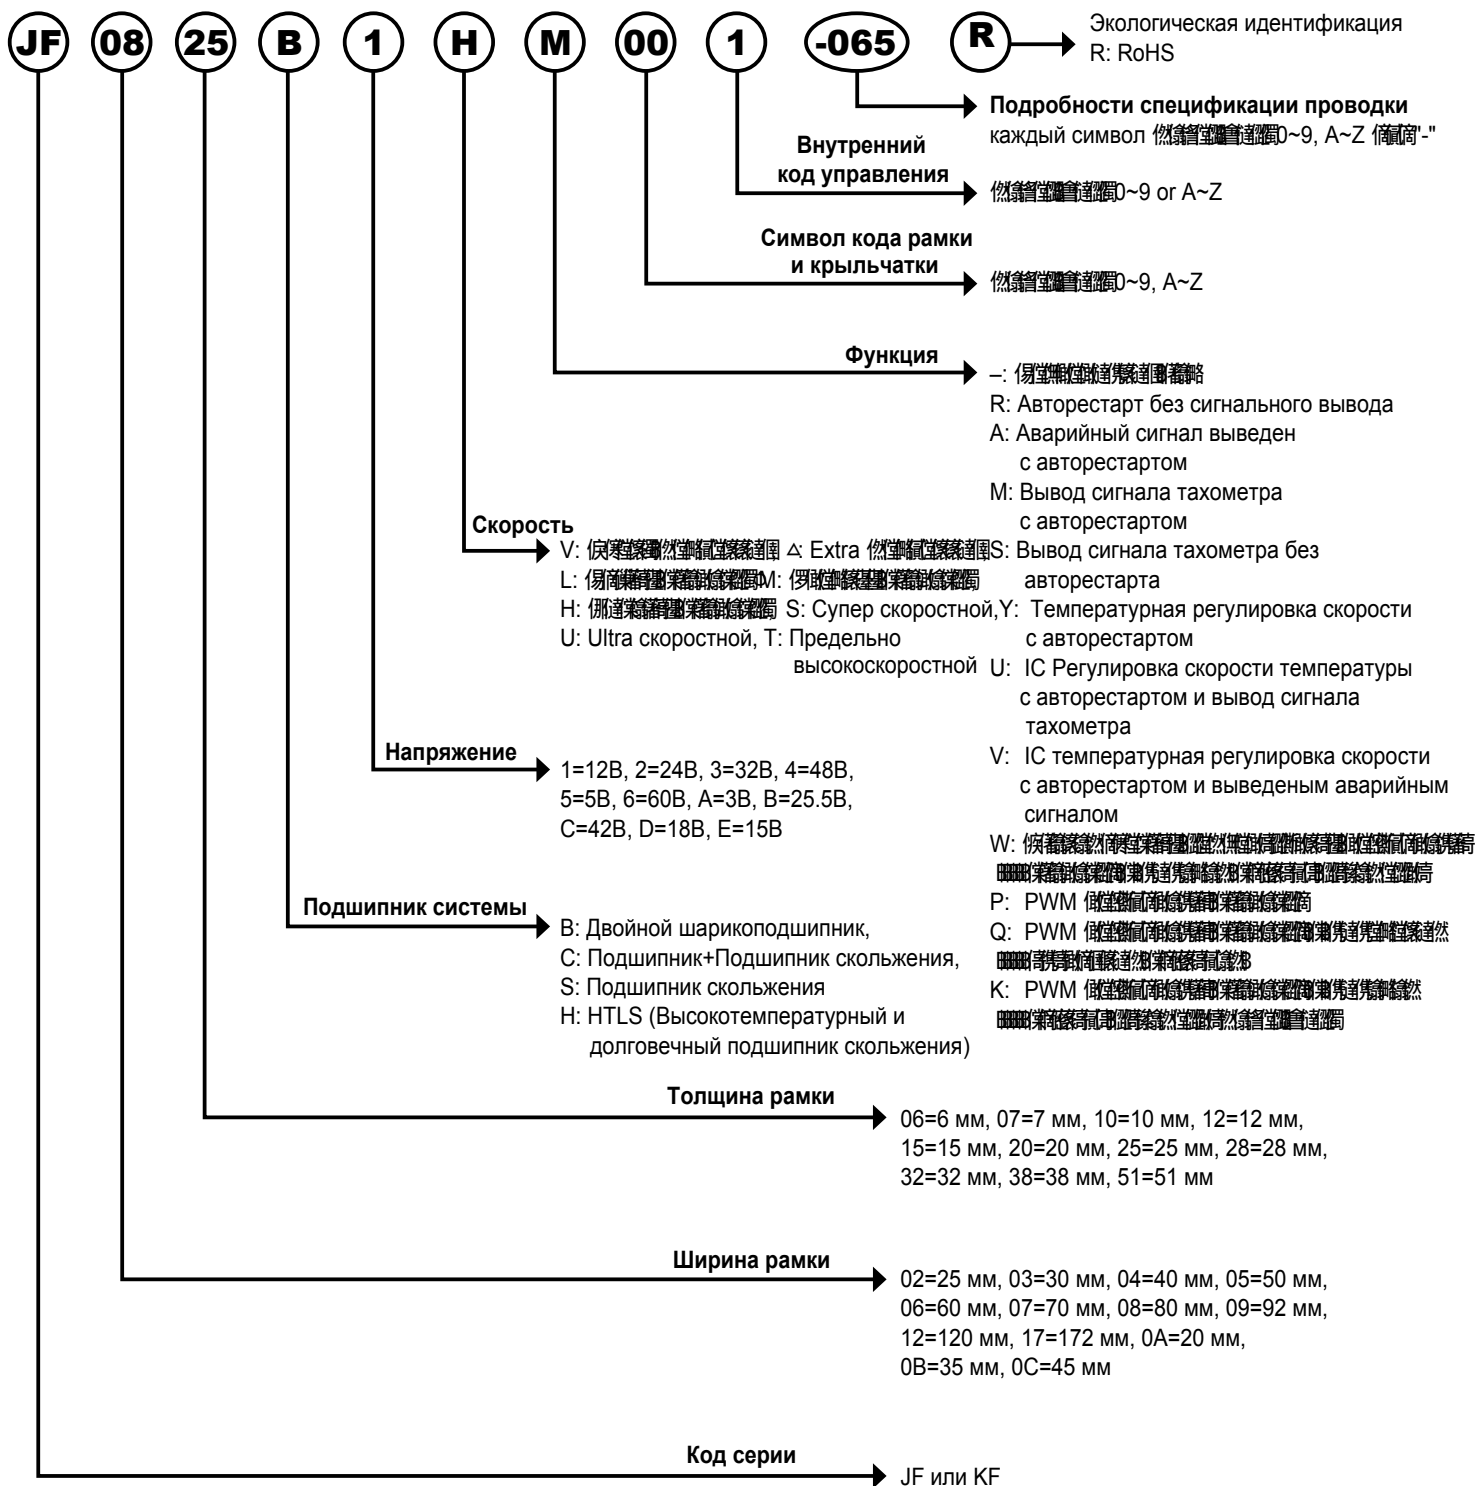 JF 08 25 B 1 H M 00 1 -065 R
Экологическая идентификация
R: RoHS
Подробности спецификации проводки
каждый символ 0~9, A~Z "-"
Внутренний
код управления
0~9 or A~Z
Символ кода рамки
и крыльчатки
0~9, A~Z
Функция
–:
R: Авторестарт без сигнального вывода
A: Аварийный сигнал выведен
с авторестартом
M: Вывод сигнала тахометра
с авторестартом
S: Вывод сигнала тахометра без
авторестарта
Y: Температурная регулировка скорости
с авторестартом
U: IC Регулировка скорости температуры
с авторестартом и вывод сигнала
тахометра
V: IC температурная регулировка скорости
с авторестартом и выведеным аварийным
сигналом
W:
P: PWM
Q: PWM
K: PWM
Скорость
V: Extra
L: M:
H: S: Супер скоростной,
U: Ultra скоростной, T: Предельно
высокоскоростной
Напряжение
1=12В, 2=24В, 3=32В, 4=48В,
5=5В, 6=60В, A=3В, B=25.5В,
C=42В, D=18В, E=15В
Подшипник системы
B: Двойной шарикоподшипник,
C: Подшипник+Подшипник скольжения,
S: Подшипник скольжения
H: HTLS (Высокотемпературный и
долговечный подшипник скольжения)
Толщина рамки
06=6 мм, 07=7 мм, 10=10 мм, 12=12 мм,
15=15 мм, 20=20 мм, 25=25 мм, 28=28 мм,
32=32 мм, 38=38 мм, 51=51 мм
Ширина рамки
02=25 мм, 03=30 мм, 04=40 мм, 05=50 мм,
06=60 мм, 07=70 мм, 08=80 мм, 09=92 мм,
12=120 мм, 17=172 мм, 0A=20 мм,
0B=35 мм, 0C=45 мм
Код серии
JF или KF